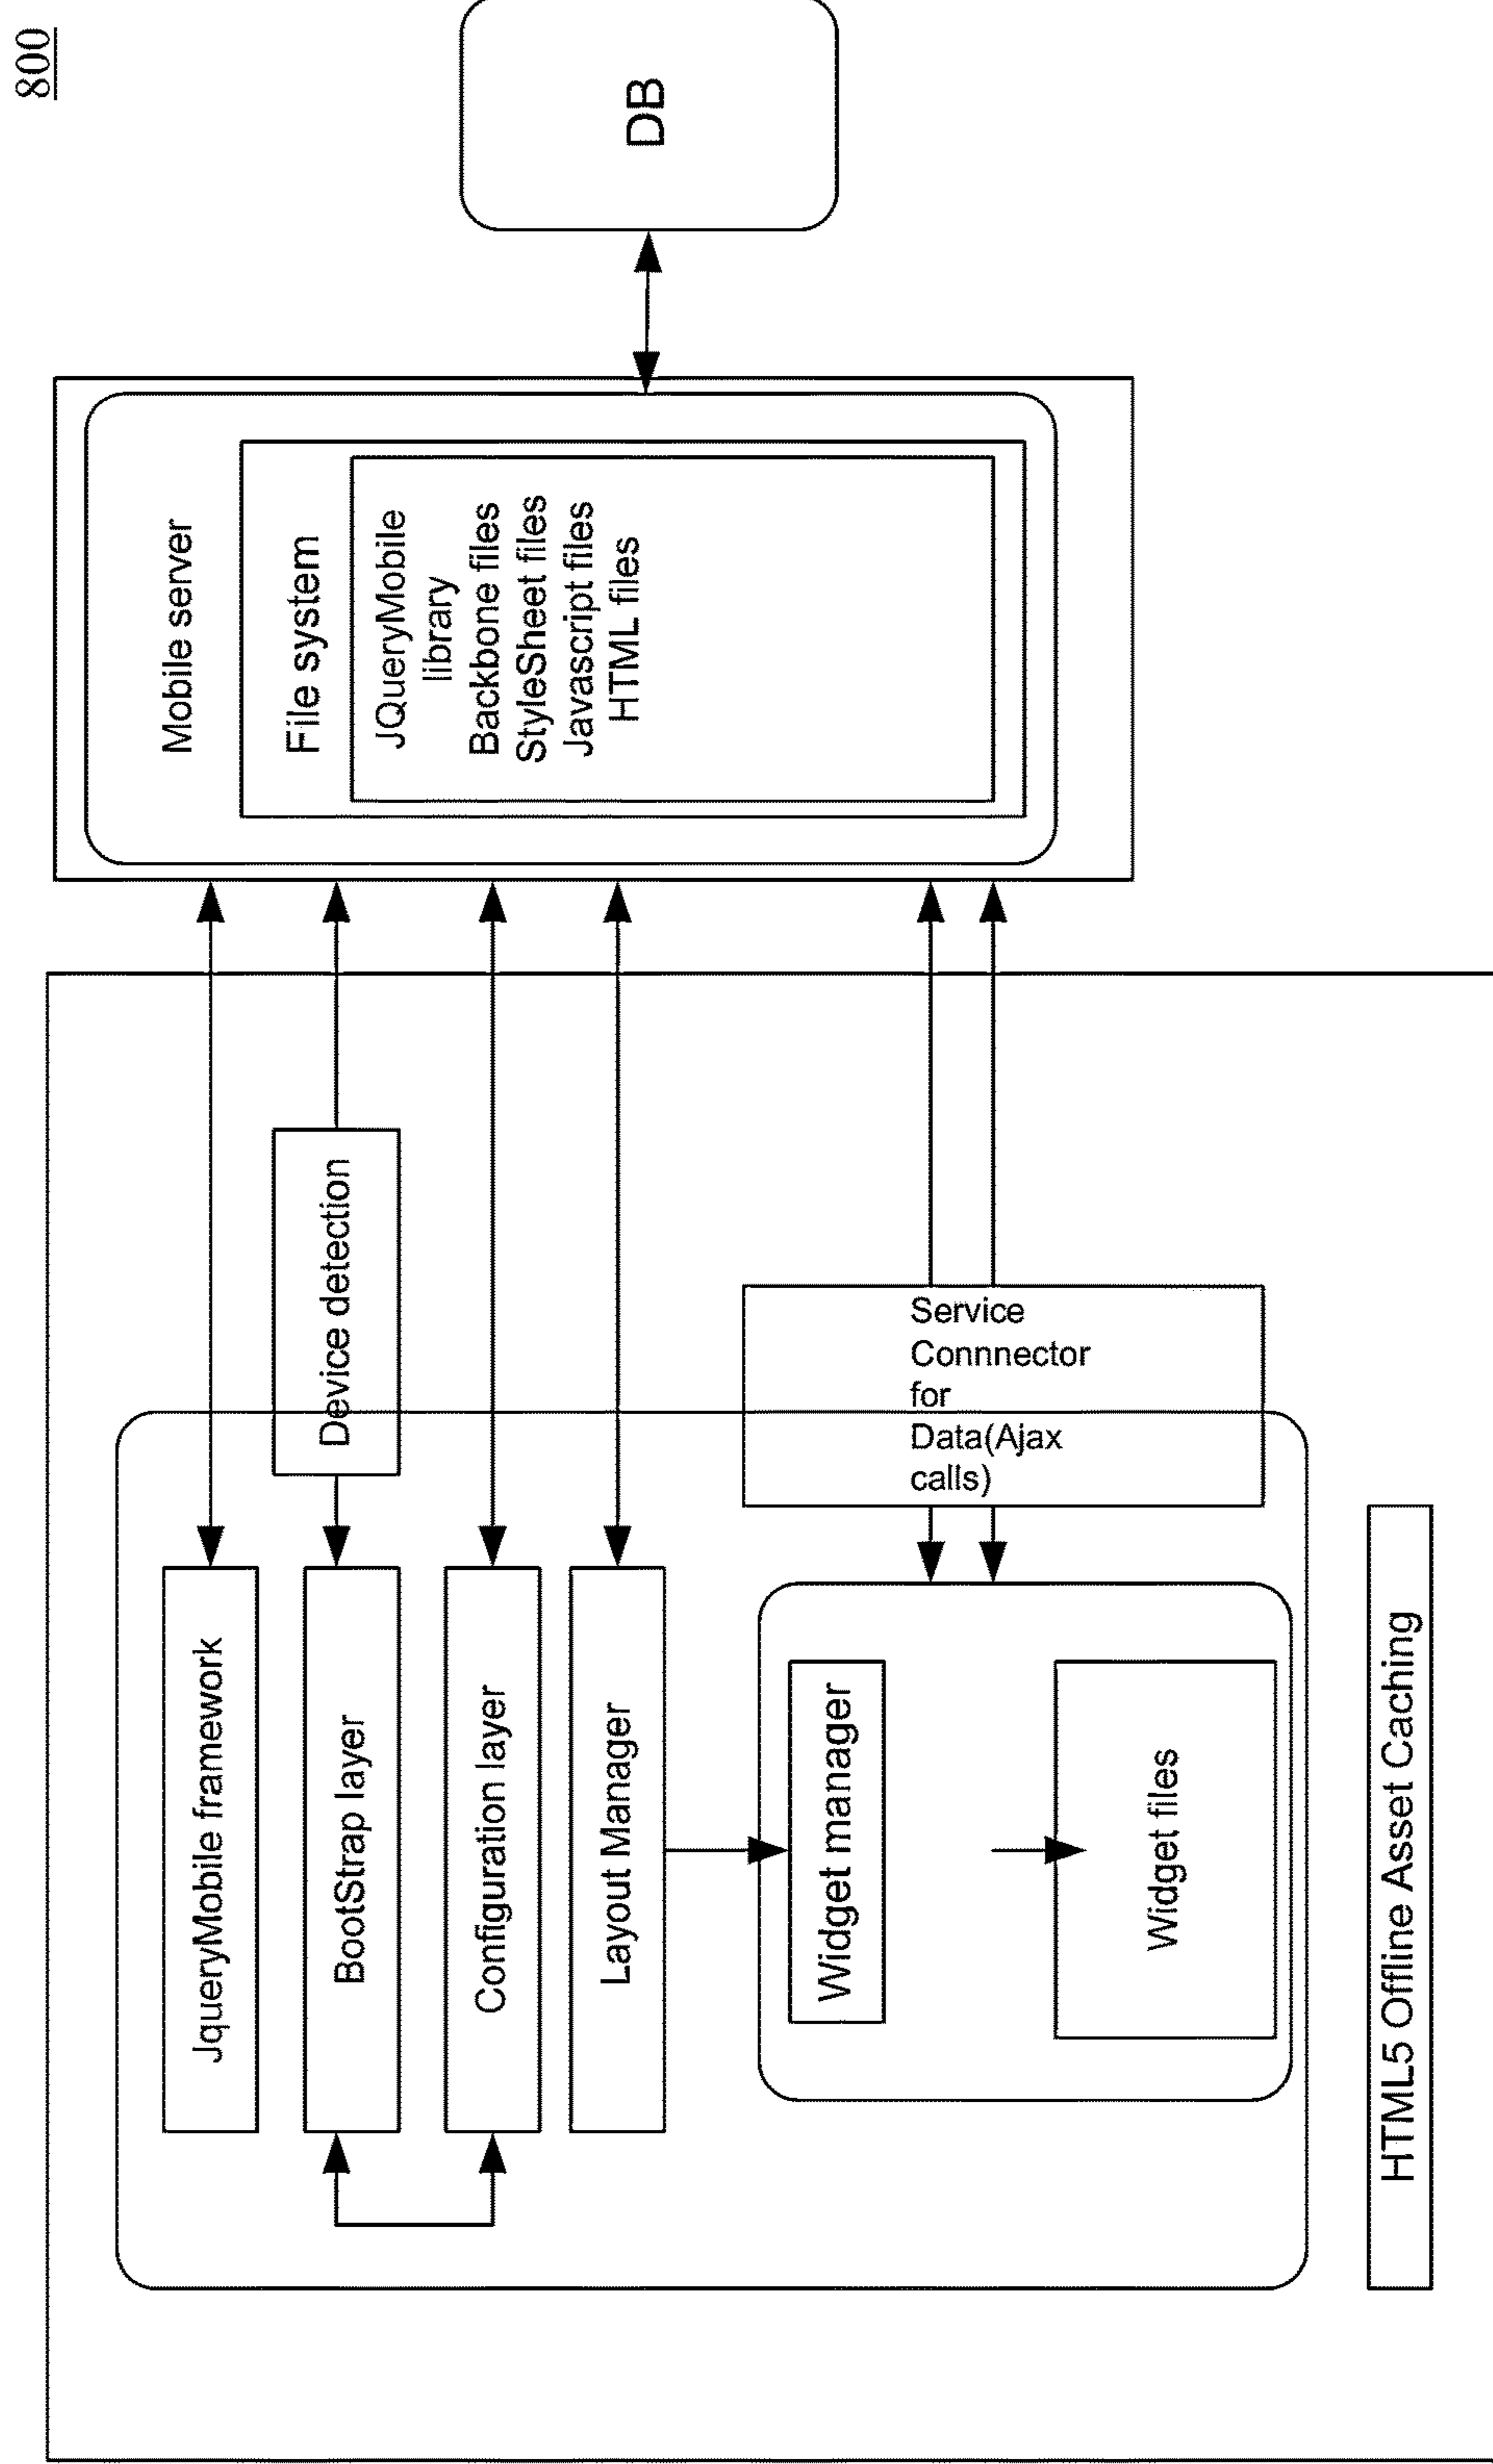 800
JqueryMobile framework
BootStrap layer
Configuration layer
Layout Manager
Widget manager
Widget files
HTML5 Offline Asset Caching
Device detection
Service
Connnector
for
Data(Ajax
calls)
Mobile server
File system
JQueryMobile
library
Backbone files
StyleSheet files
Javascript files
HTML files
DB